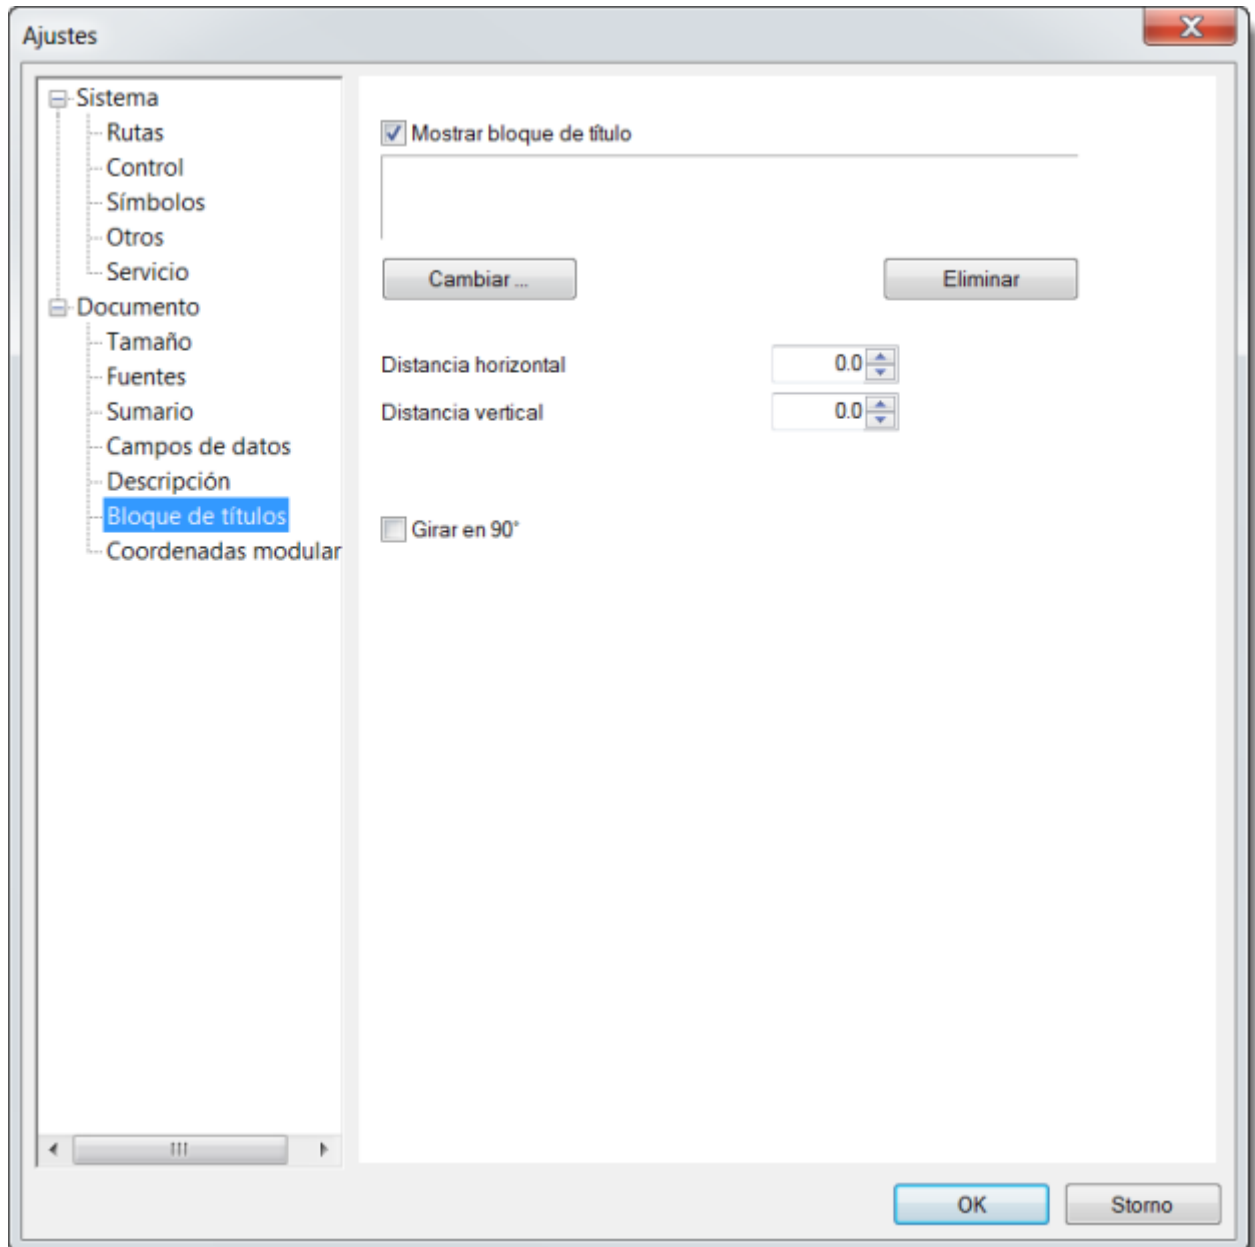 Ajustes
Sistema
Rutas
Control
Símbolos
Otros
Servicio
Documento
Tamaño
Fuentes
Sumario
Campos de datos
Descripción
Bloque de títulos
Coordenadas modular
Mostrar bloque de título
Cambiar ...
Eliminar
Distancia horizontal
0.0
Distancia vertical
0.0
Girar en 90°
OK
Storno